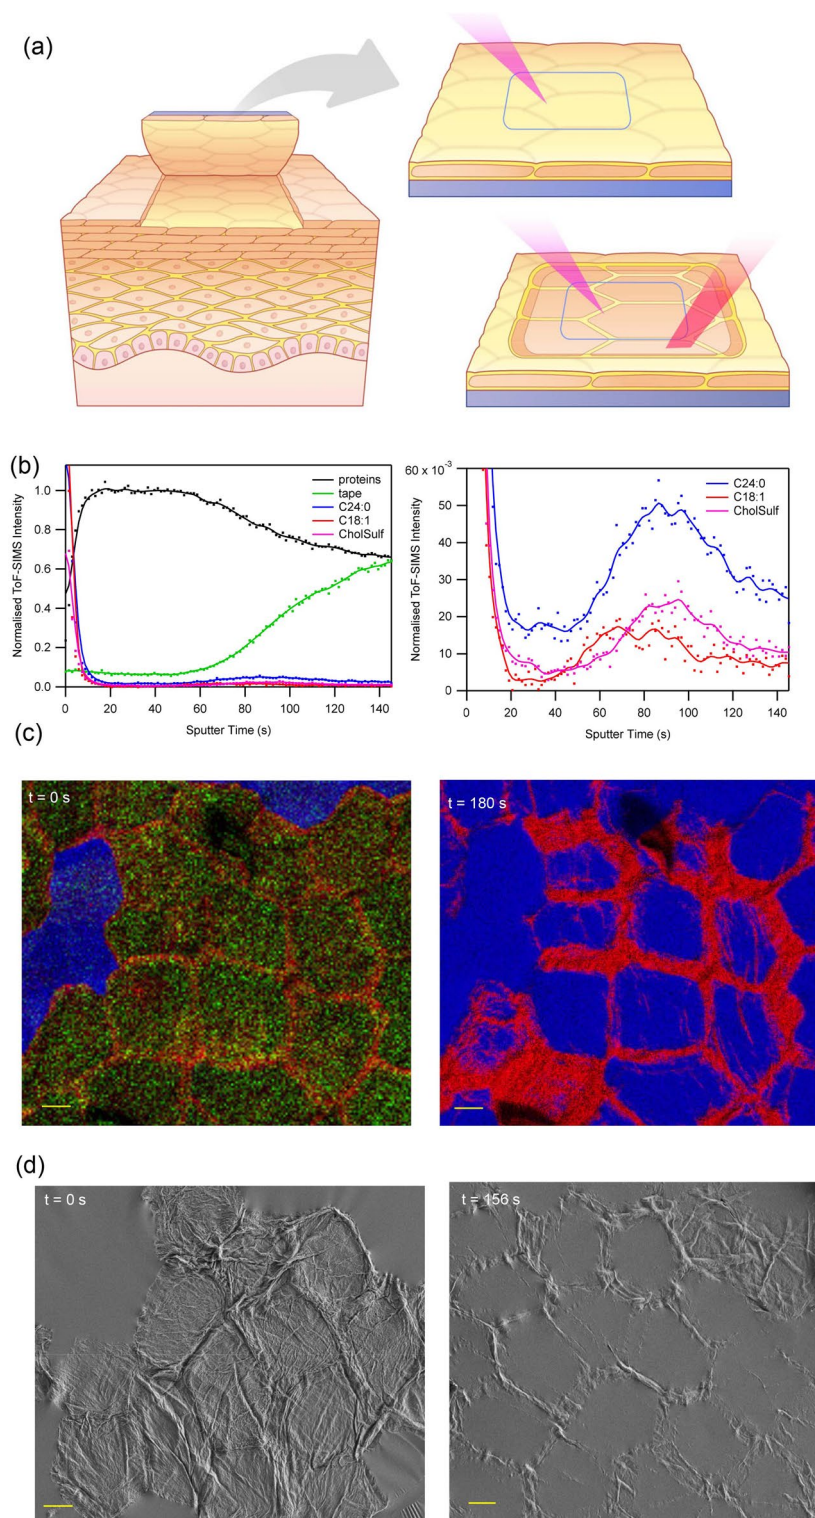 (a)
(b)
Normalised ToF-SIMS Intensity
1.0
0.8
0.6
0.4
0.2
0.0
proteins
tape
C24:0
C18:1
CholSulf
0 20 40 60 80 100 120 140
Sputter Time (s)
Normalised ToF-SIMS Intensity
60 x 10⁻³
50
40
30
20
10
0
C24:0
C18:1
CholSulf
20 40 60 80 100 120 140
Sputter Time (s)
(c)
t = 0 s
t = 180 s
(d)
t = 0 s
t = 156 s